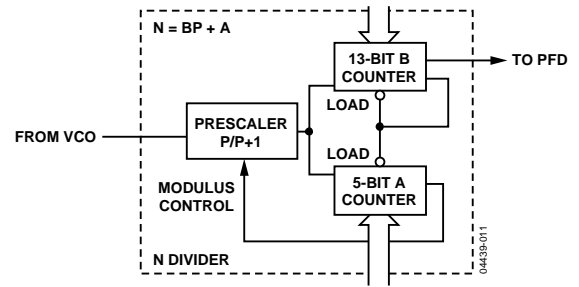 N = BP + A
13-BIT B
COUNTER
TO PFD
LOAD
PRESCALER
P/P+1
FROM VCO
LOAD
MODULUS
CONTROL
5-BIT A
COUNTER
N DIVIDER
04439-011